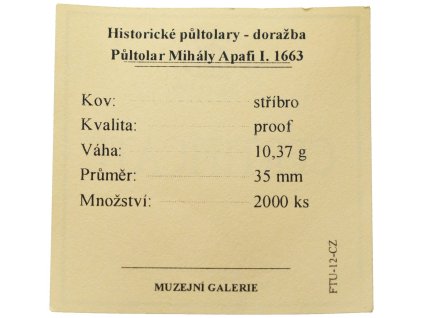 Historické půltolary - doražba
Půltolar Mihály Apafi I. 1663
Kov: stříbro
Kvalita: proof
Váha: 10,37 g
Průměr: 35 mm
Množství: 2000 ks
MUZEJNÍ GALERIE
FTU-12-CZ